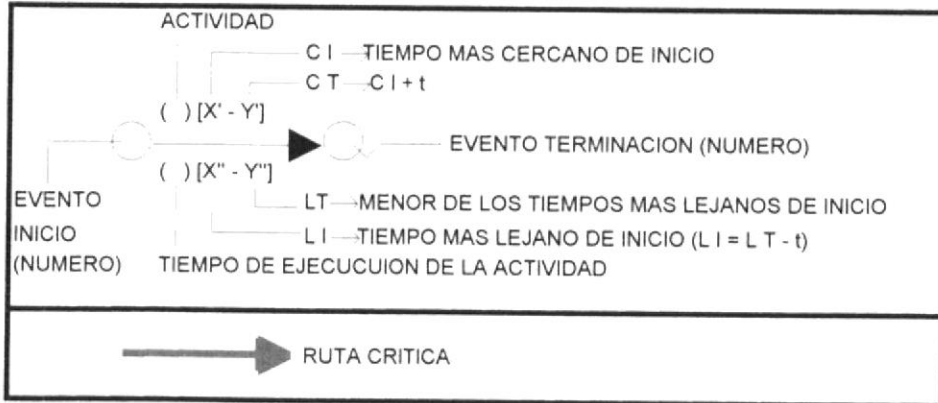 ACTIVIDAD
C I → TIEMPO MAS CERCANO DE INICIO
C T → C I + t
( ) [X' - Y']
EVENTO TERMINACION (NUMERO)
( ) [X" - Y"]
EVENTO
INICIO
(NUMERO)
LT → MENOR DE LOS TIEMPOS MAS LEJANOS DE INICIO
L I → TIEMPO MAS LEJANO DE INICIO (L I = L T - t)
TIEMPO DE EJECUCUION DE LA ACTIVIDAD
RUTA CRITICA